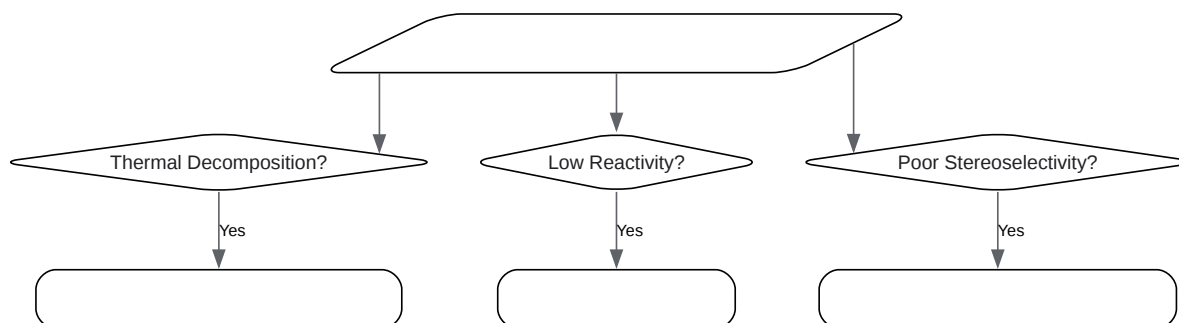 Thermal Decomposition?
Low Reactivity?
Poor Stereoselectivity?
Yes
Yes
Yes